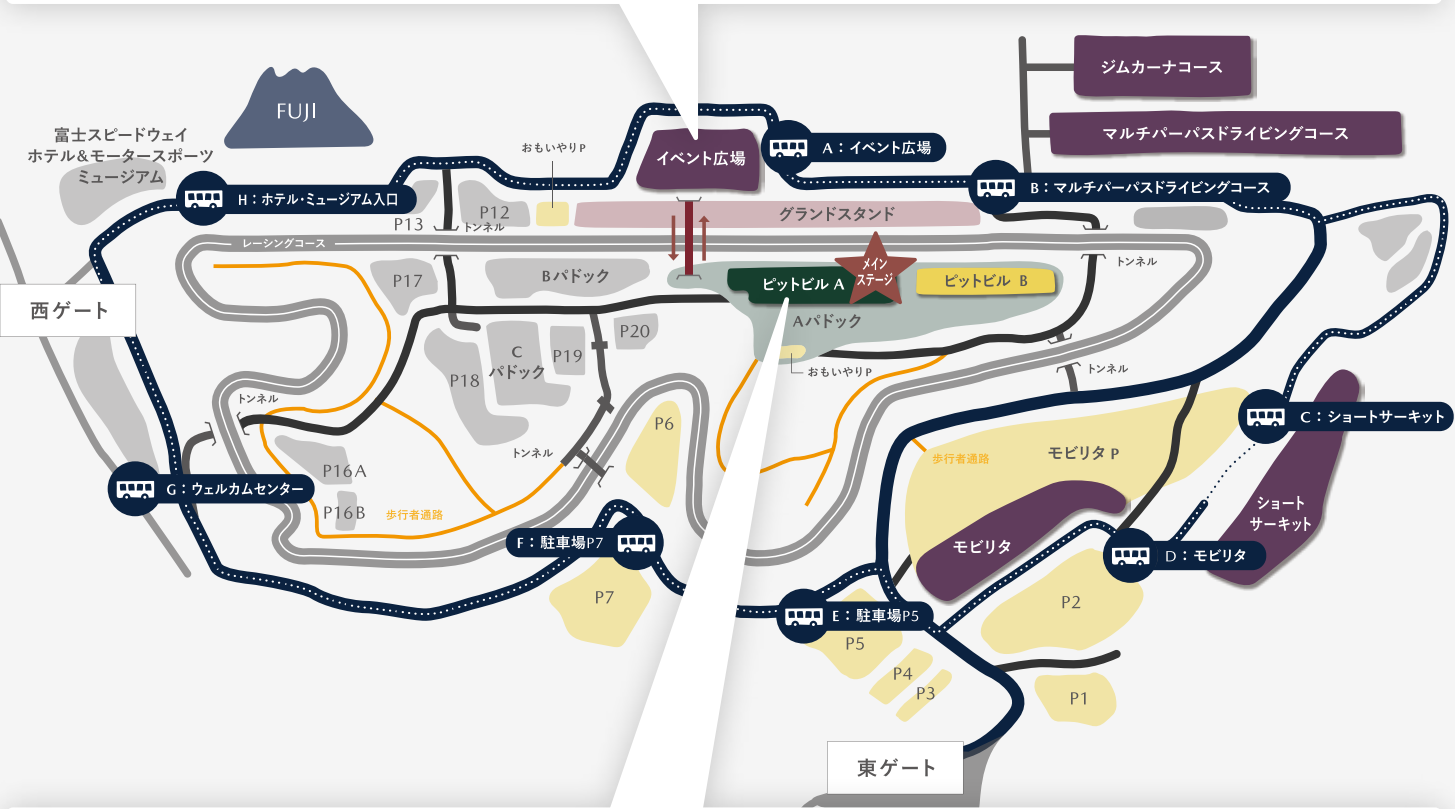 ジムカーナコース
マルチパーパスドライビングコース
FUJI
富士スピードウェイ
ホテル&モータースポーツ
ミュージアム
おもいやりP
イベント広場
A：イベント広場
B：マルチパーパスドライビングコース
H：ホテル・ミュージアム入口
P13
P12
トンネル
グランドスタンド
レーシングコース
トンネル
P17
Bパドック
ピットビル A
メイン
ステージ
ピットビル B
西ゲート
Aパドック
P20
C
パドック
P19
P18
おもいやりP
トンネル
トンネル
C：ショートサーキット
P6
モビリタ P
歩行者通路
トンネル
P16A
G：ウェルカムセンター
P16B
歩行者通路
ショート
サーキット
F：駐車場P7
モビリタ
D：モビリタ
P7
P2
E：駐車場P5
P5
P4
P3
P1
東ゲート